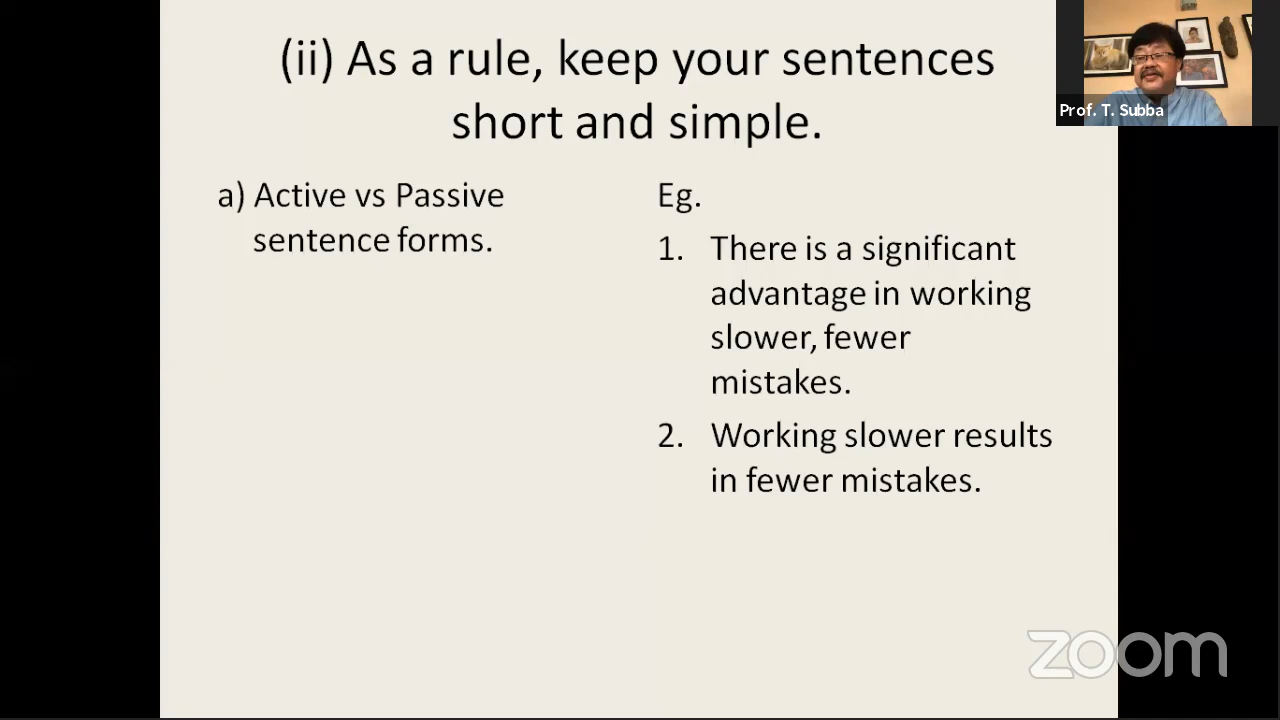 (ii) As a rule, keep your sentences
short and simple.
a) Active vs Passive
sentence forms.
Eg.
1. There is a significant
advantage in working
slower, fewer
mistakes.
2. Working slower results
in fewer mistakes.
Prof. T. Subba
zoom